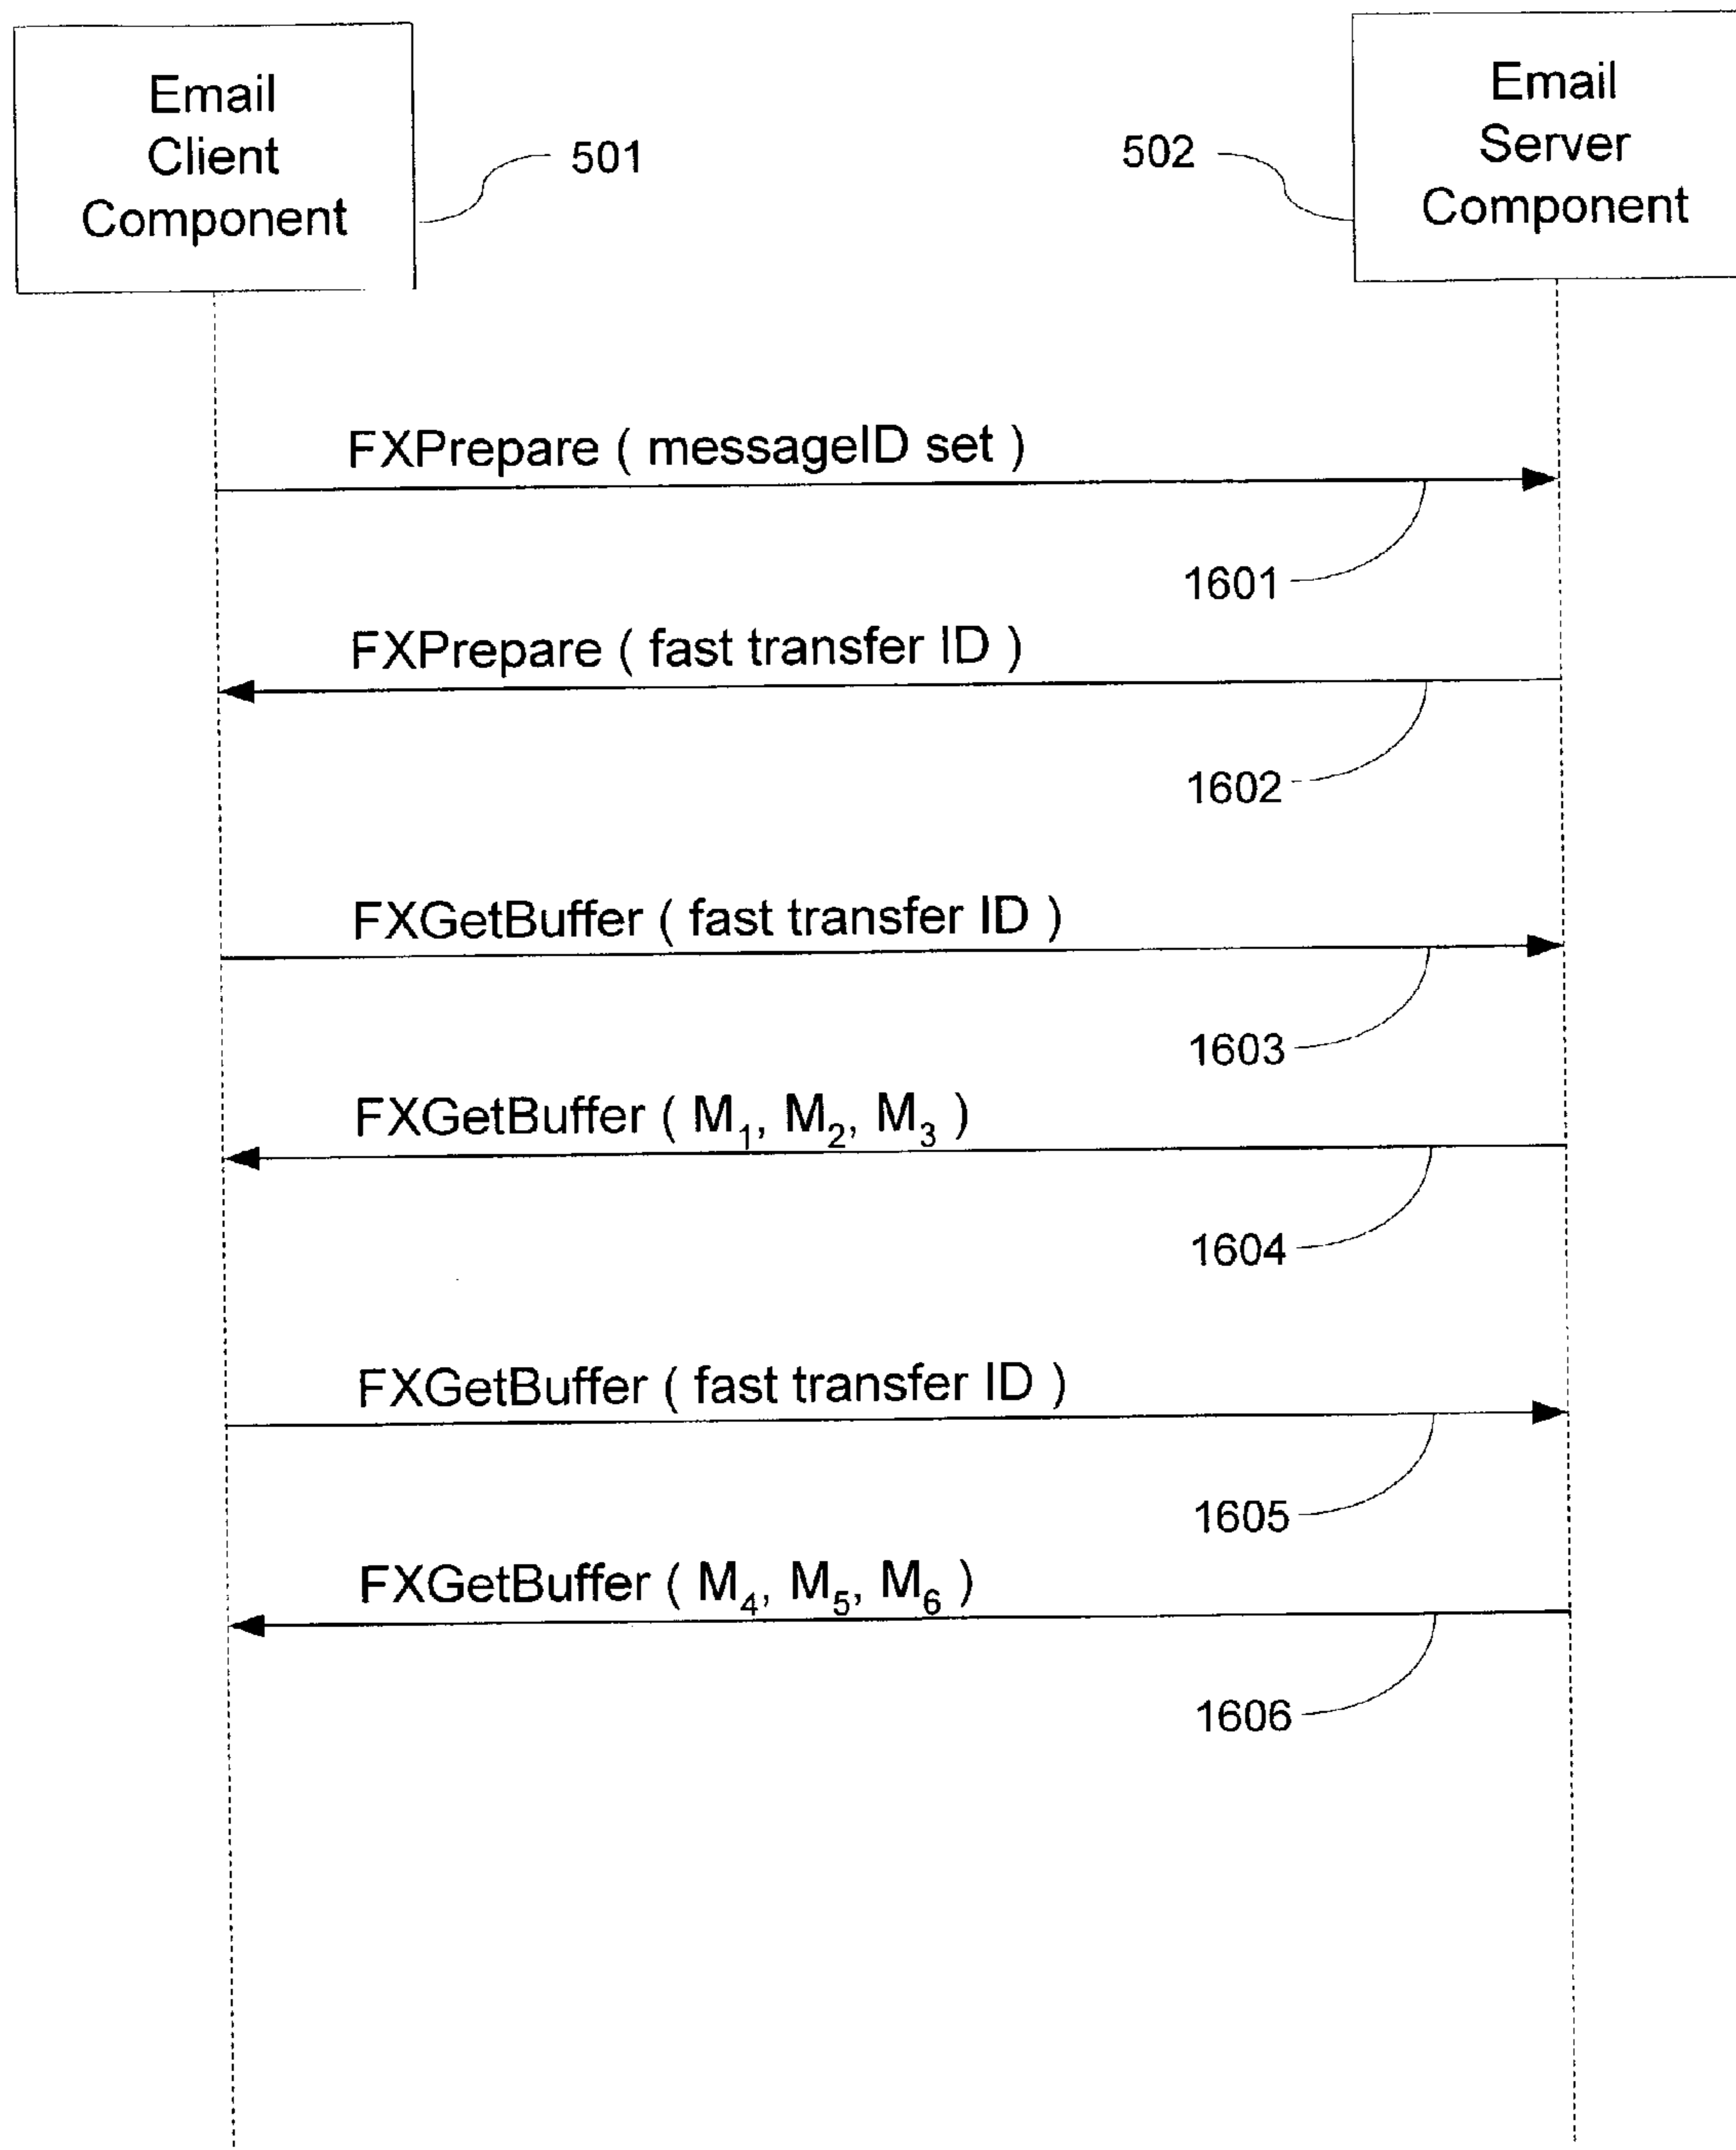 Email
Client
Component
501
502
Email
Server
Component
FXPrepare ( messageID set )
1601
FXPrepare ( fast transfer ID )
1602
FXGetBuffer ( fast transfer ID )
1603
FXGetBuffer ( M₁, M₂, M₃ )
1604
FXGetBuffer ( fast transfer ID )
1605
FXGetBuffer ( M₄, M₅, M₆ )
1606